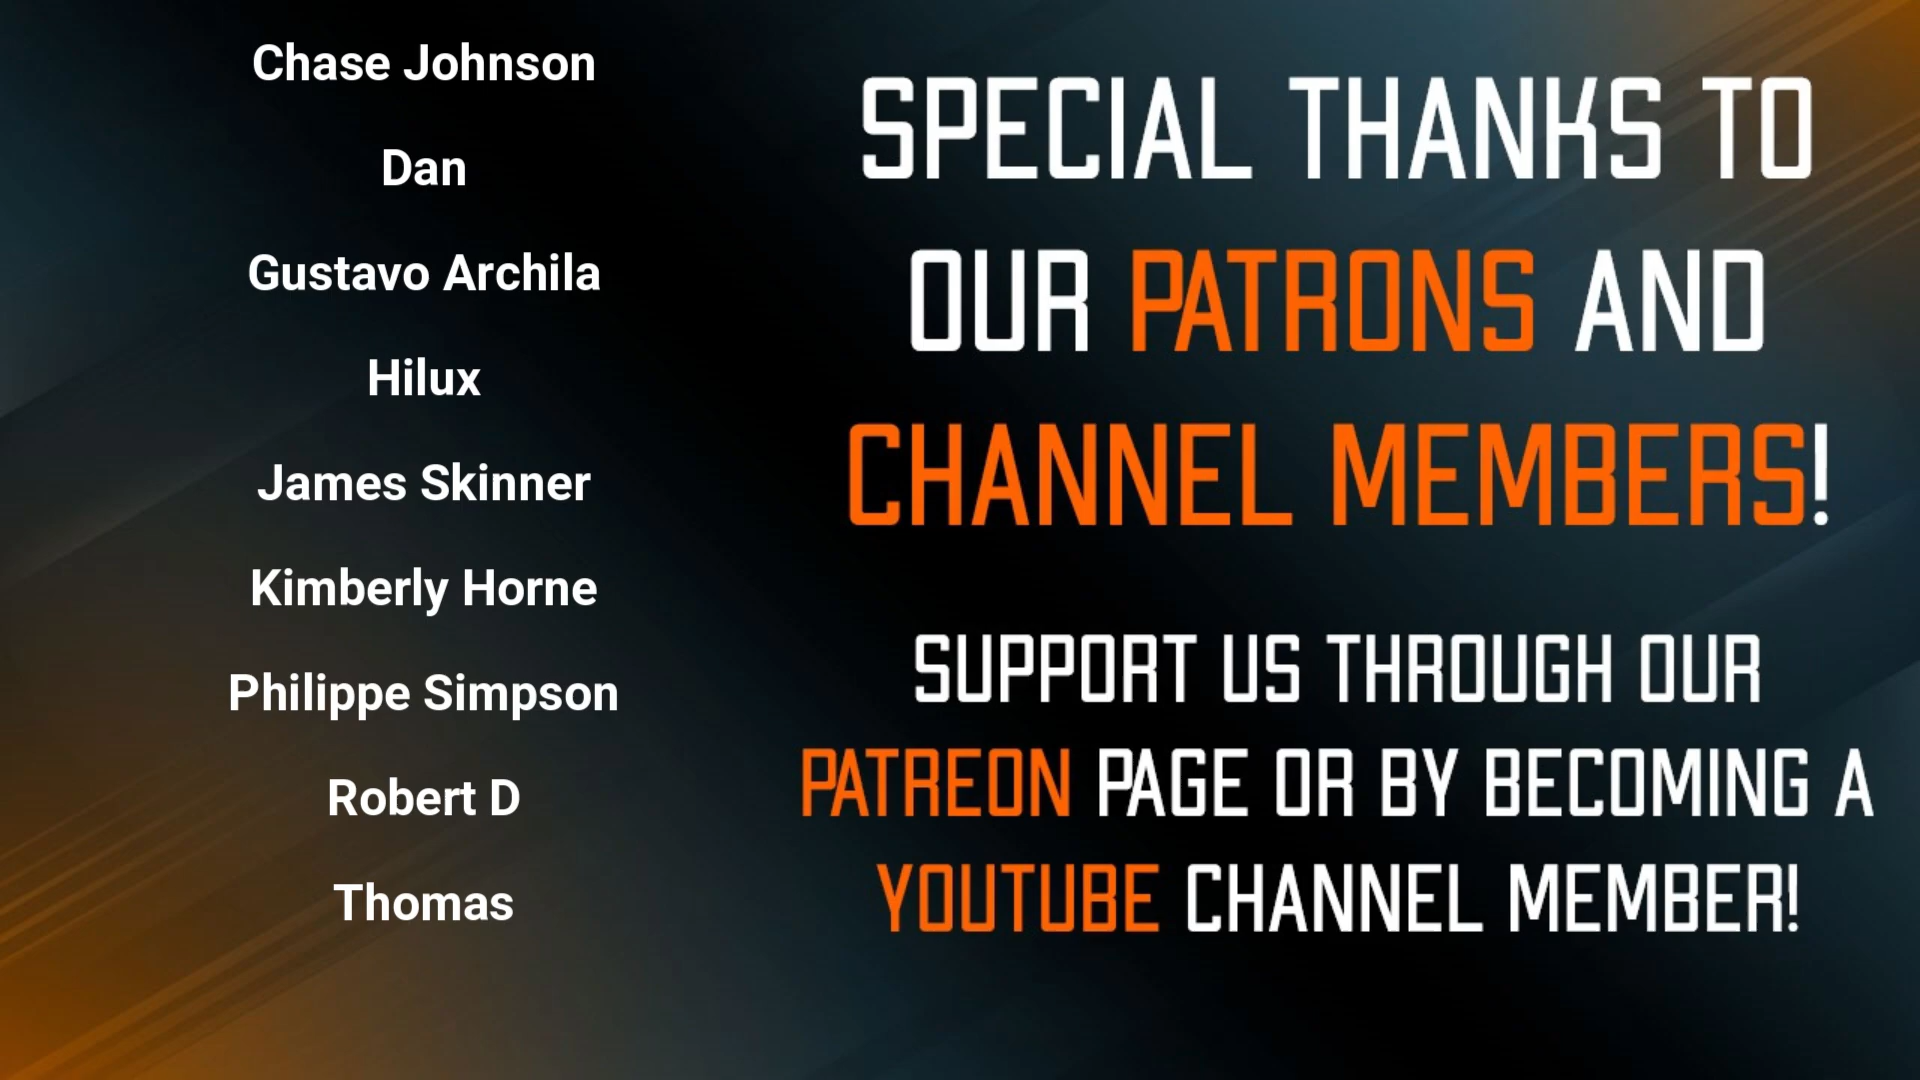 Chase Johnson
Dan
Gustavo Archila
Hilux
James Skinner
Kimberly Horne
Philippe Simpson
Robert D
Thomas
SPECIAL THANKS TO
OUR PATRONS AND
CHANNEL MEMBERS!
SUPPORT US THROUGH OUR
PATREON PAGE OR BY BECOMING A
YOUTUBE CHANNEL MEMBER!